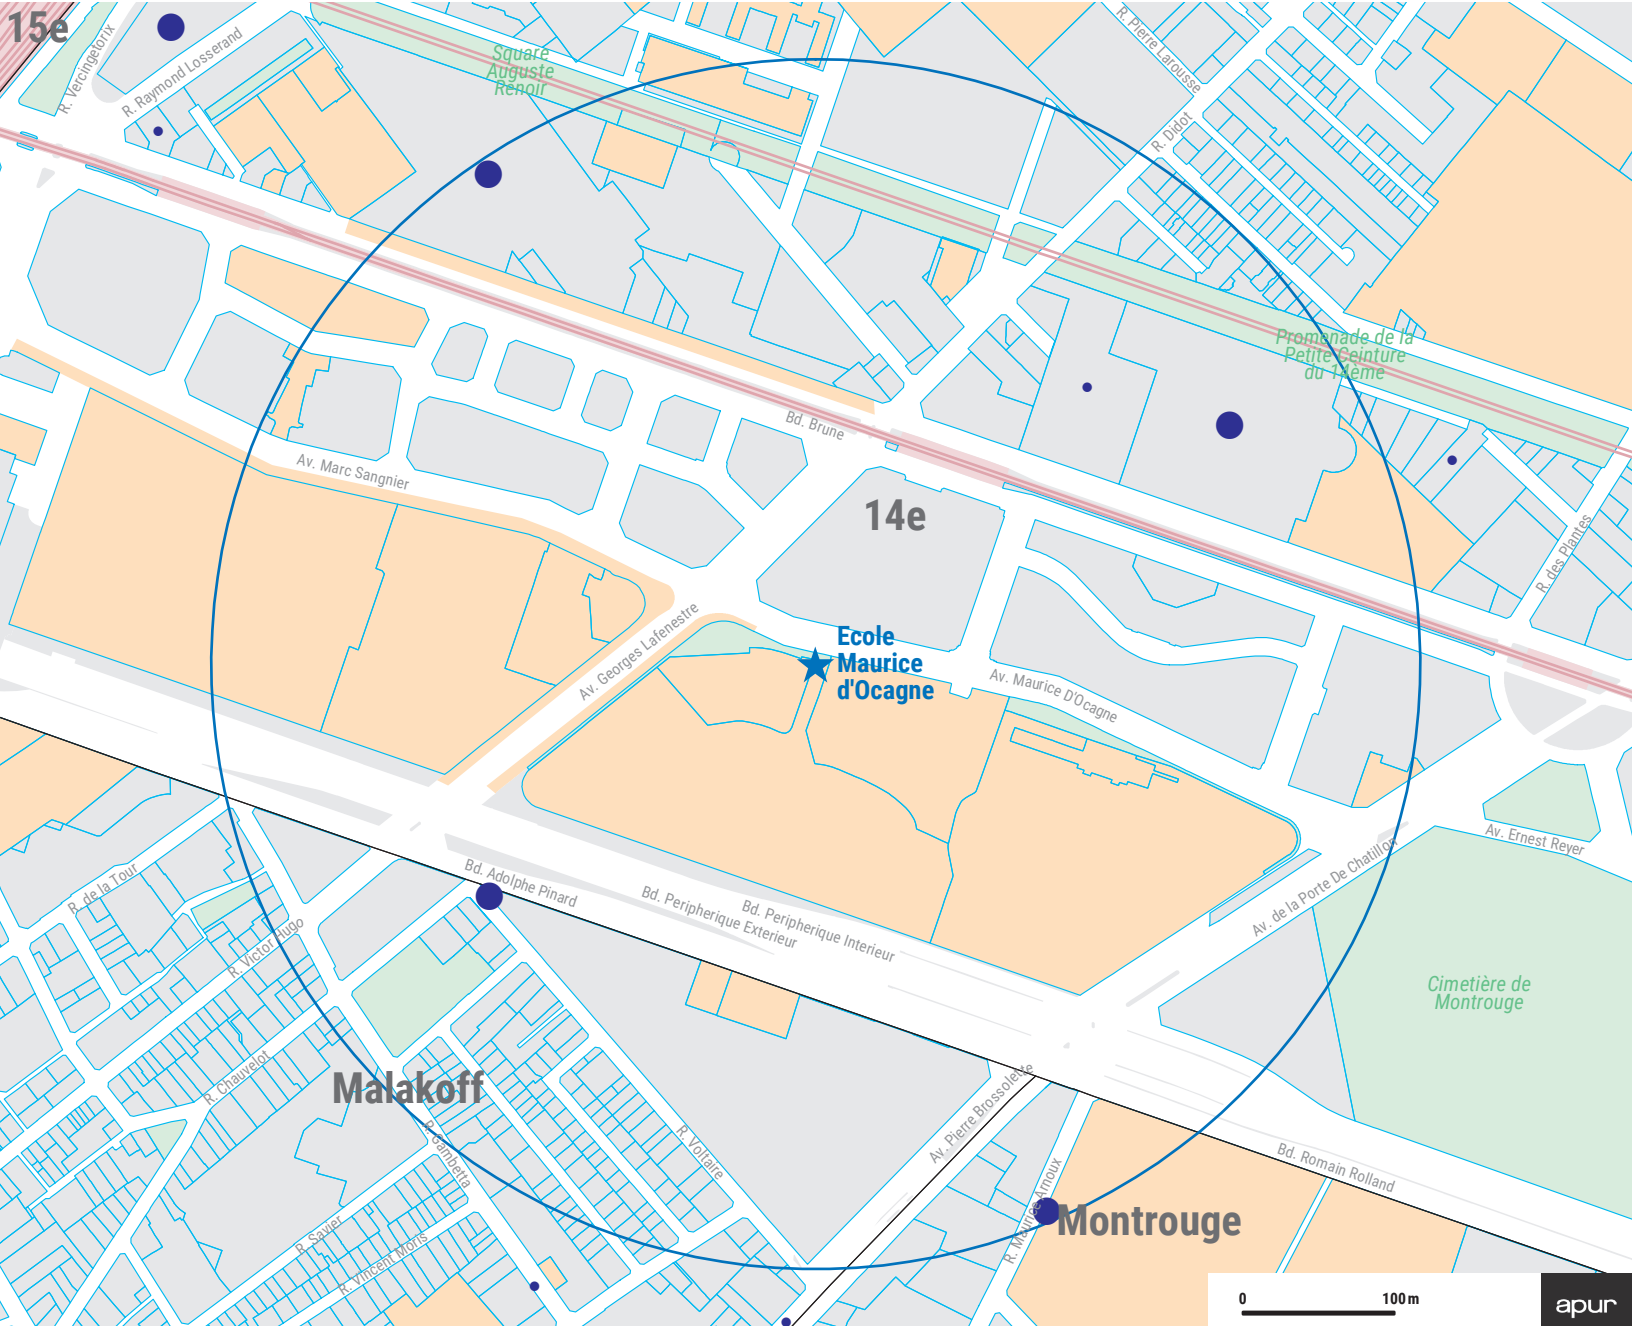 15e
R. Vercingetorix
R. Raymond Losserand
Square
Auguste
Renoir
R. Pierre Larousse
R. Didot
Promenade de la
Petite Ceinture
du 14ème
Bd. Brune
Av. Marc Sangnier
14e
R. des Plantes
Av. Georges Lafenestre
Ecole
Maurice
d'Ocagne
Av. Maurice D'Ocagne
Av. Ernest Reyer
Av. de la Porte De Chatillon
R. de la Tour
Bd. Adolphe Pinard
Bd. Peripherique Exterieur
Bd. Peripherique Interieur
R. Victor Hugo
Cimetière de
Montrouge
R. Chauvelot
Malakoff
R. Gambetta
R. Voltaire
Av. Pierre Brossolette
R. Maurice Arnoux
Bd. Romain Rolland
Montrouge
R. Savier
R. Vincent Moris
0 100m
apur